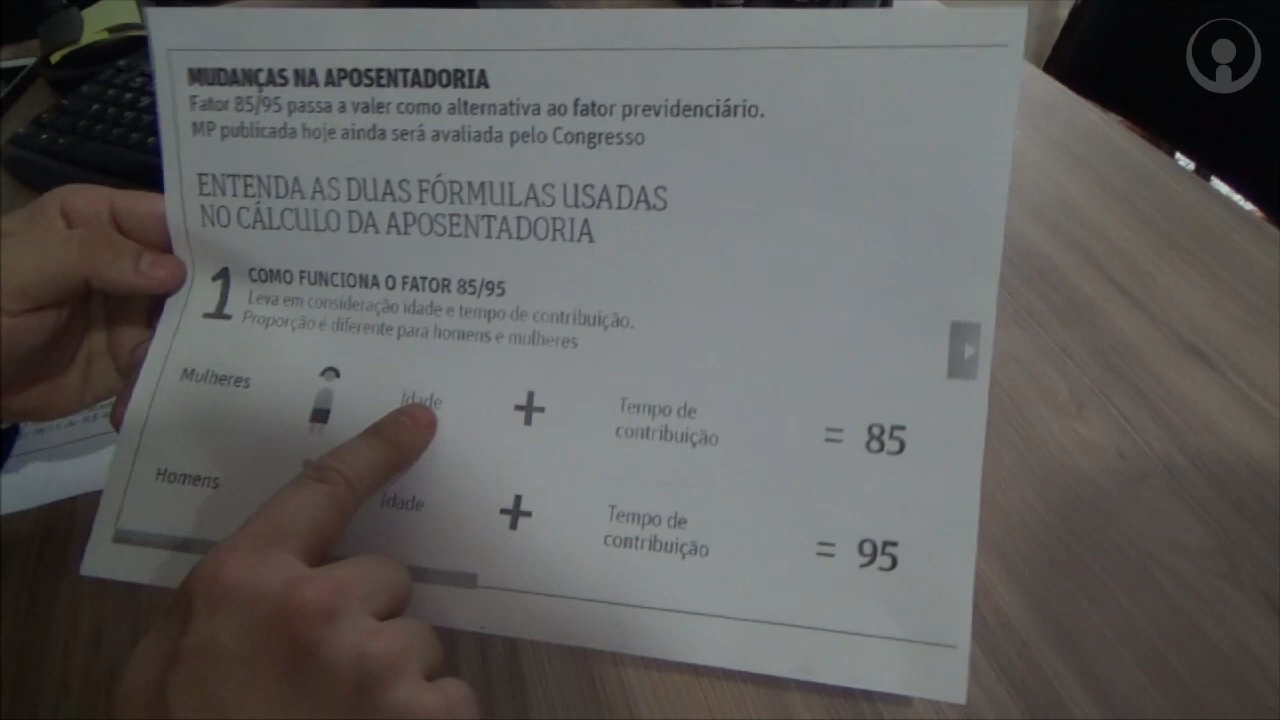 MUDANÇAS NA APOSENTADORIA
Fator 85/95 passa a valer como alternativa ao fator previdenciário.
MP publicada hoje ainda será avaliada pelo Congresso
ENTENDA AS DUAS FÓRMULAS USADAS
NO CÁLCULO DA APOSENTADORIA
1 COMO FUNCIONA O FATOR 85/95
Leva em consideração idade e tempo de contribuição.
Proporção é diferente para homens e mulheres
Mulheres Idade + Tempo de contribuição = 85
Homens Idade + Tempo de contribuição = 95